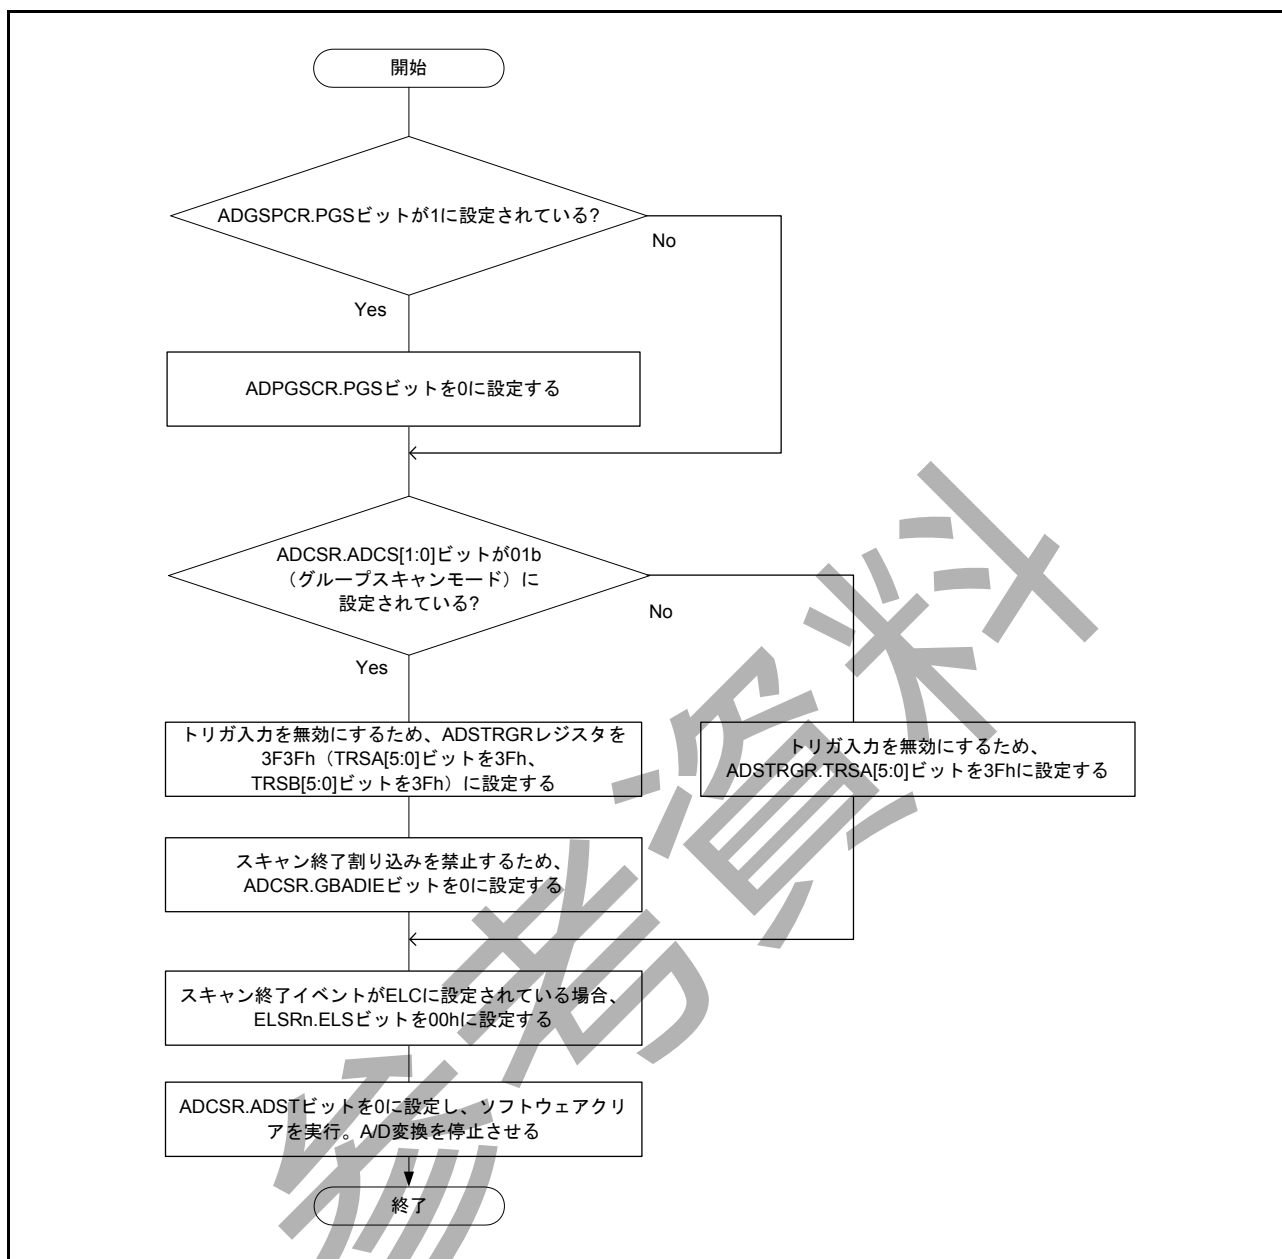 開始
ADGSPCR.PGSビットが1に設定されている?
No
Yes
ADPGSCR.PGSビットを0に設定する
ADCSR.ADCS[1:0]ビットが01b
（グループスキャンモード）に
設定されている?
No
Yes
トリガ入力を無効にするため、ADSTRGRレジスタを
3F3Fh（TRSA[5:0]ビットを3Fh、
TRSB[5:0]ビットを3Fh）に設定する
トリガ入力を無効にするため、
ADSTRGR.TRSA[5:0]ビットを3Fhに設定する
スキャン終了割り込みを禁止するため、
ADCSR.GBADIEビットを0に設定する
スキャン終了イベントがELCに設定されている場合、
ELSRn.ELSビットを00hに設定する
ADCSR.ADSTビットを0に設定し、ソフトウェアクリ
アを実行。A/D変換を停止させる
終了
参考資料